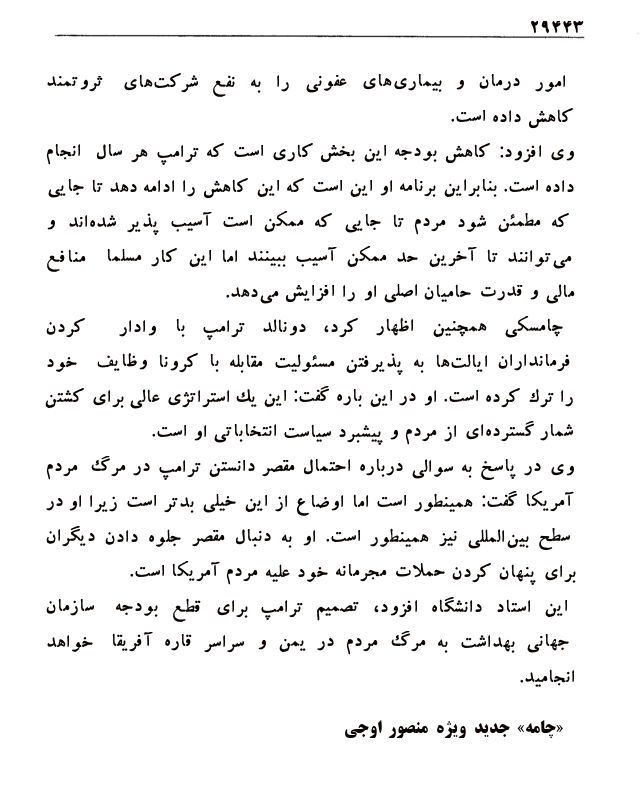 ۲۹۴۴۳
امور درمان و بیماری‌های عفونی را به نفع شرکت‌های ثروتمند
کاهش داده است.
وی افزود: کاهش بودجه این بخش کاری است که ترامپ هر سال انجام
داده است. بنابراین برنامه او این است که این کاهش را ادامه دهد تا جایی
که مطمئن شود مردم تا جایی که ممکن است آسیب پذیر شده‌اند و
می‌توانند تا آخرین حد ممکن آسیب ببینند اما این کار مسلما منافع
مالی و قدرت حامیان اصلی او را افزایش می‌دهد.
چامسکی همچنین اظهار کرد، دونالد ترامپ با وادار کردن
فرمانداران ایالت‌ها به پذیرفتن مسئولیت مقابله با کرونا وظایف خود
را ترك کرده است. او در این باره گفت: این یك استراتژی عالی برای کشتن
شمار گسترده‌ای از مردم و پیشبرد سیاست انتخاباتی او است.
وی در پاسخ به سوالی درباره احتمال مقصر دانستن ترامپ در مرگ مردم
آمریکا گفت: همینطور است اما اوضاع از این خیلی بدتر است زیرا او در
سطح بین‌المللی نیز همینطور است. او به دنبال مقصر جلوه دادن دیگران
برای پنهان کردن حملات مجرمانه خود علیه مردم آمریکا است.
این استاد دانشگاه افزود، تصمیم ترامپ برای قطع بودجه سازمان
جهانی بهداشت به مرگ مردم در یمن و سراسر قاره آفریقا خواهد
انجامید.
«چامه» جدید ویژه منصور اوجی